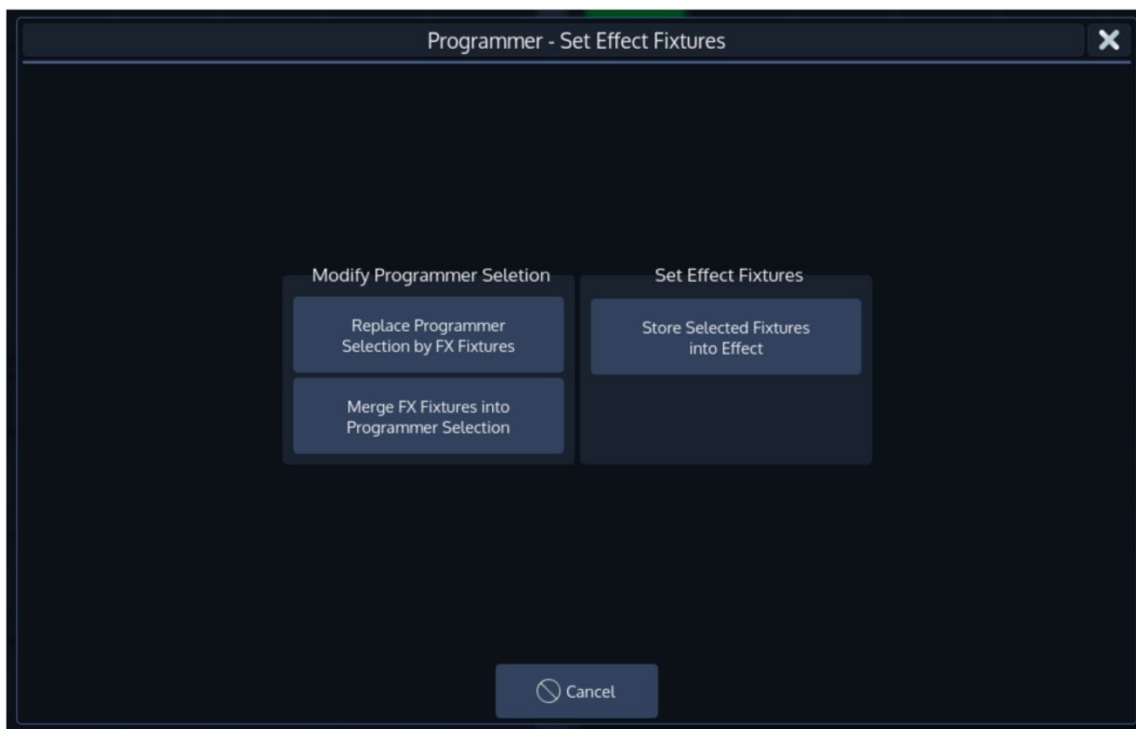 Programmer - Set Effect Fixtures
Modify Programmer Seletion
Replace Programmer
Selection by FX Fixtures
Merge FX Fixtures into
Programmer Selection
Set Effect Fixtures
Store Selected Fixtures
into Effect
Cancel